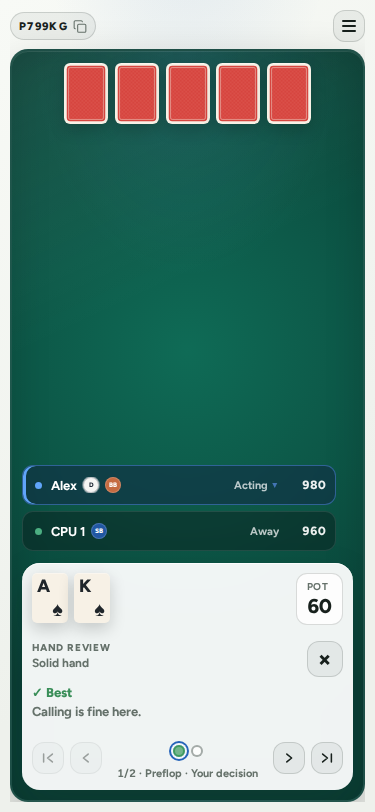 P799KG
Alex D BB Acting ▼ 980
CPU 1 SB Away 960
A K
POT
60
HAND REVIEW
Solid hand
✓ Best
Calling is fine here.
1/2 · Preflop · Your decision